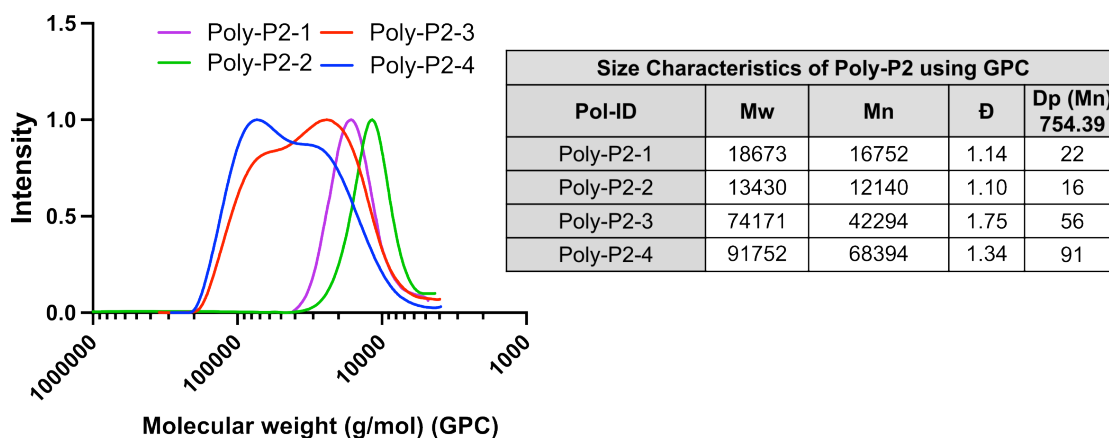 1.5
1.0
0.5
0.0
Intensity
Poly-P2-1
Poly-P2-3
Poly-P2-2
Poly-P2-4
1000000
100000
10000
1000
Molecular weight (g/mol) (GPC)
Size Characteristics of Poly-P2 using GPC
Pol-ID Mw Mn Đ Dp (Mn) 754.39
Poly-P2-1 18673 16752 1.14 22
Poly-P2-2 13430 12140 1.10 16
Poly-P2-3 74171 42294 1.75 56
Poly-P2-4 91752 68394 1.34 91